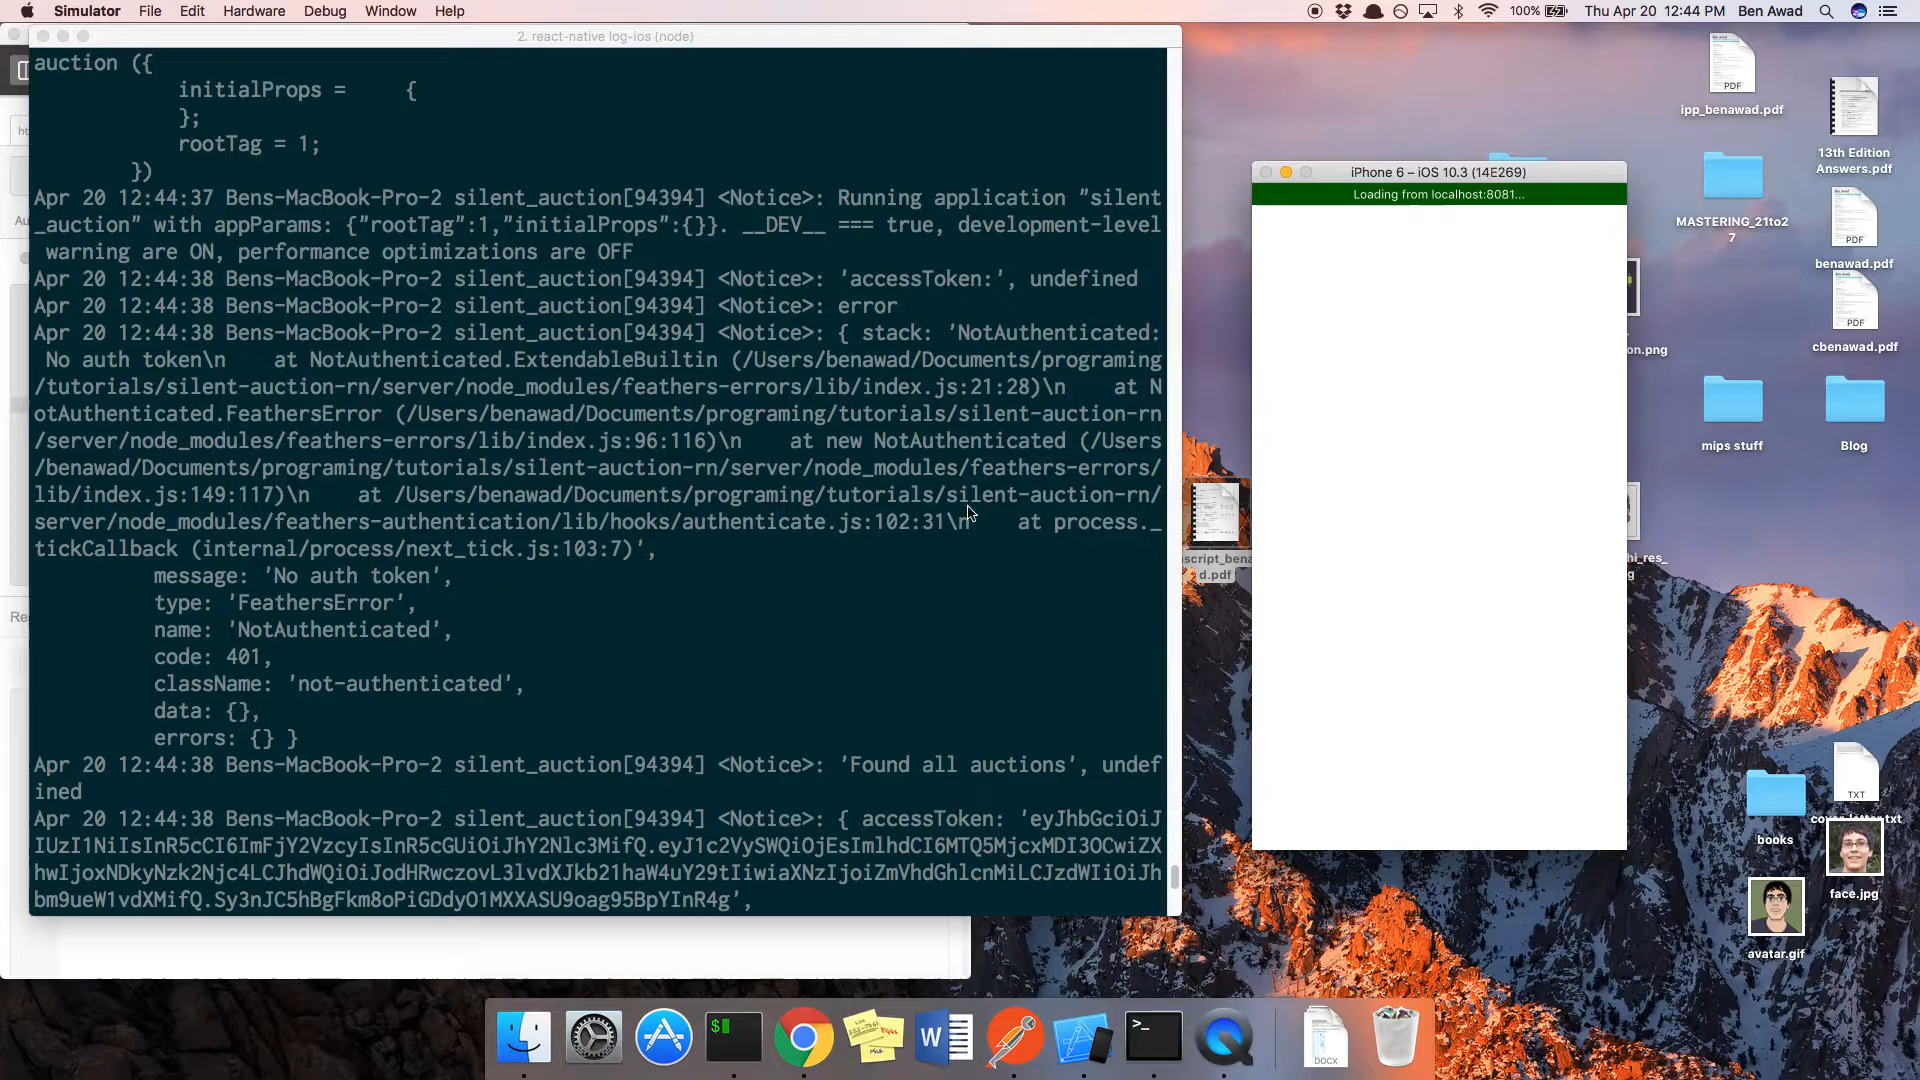 Simulator File Edit Hardware Debug Window Help
100% Thu Apr 20 12:44 PM Ben Awad
2. react-native log-ios (node)
auction ({
initialProps = {
};
rootTag = 1;
})
Apr 20 12:44:37 Bens-MacBook-Pro-2 silent_auction[94394] <Notice>: Running application "silent
_auction" with appParams: {"rootTag":1,"initialProps":{}}. __DEV__ === true, development-level
warning are ON, performance optimizations are OFF
Apr 20 12:44:38 Bens-MacBook-Pro-2 silent_auction[94394] <Notice>: 'accessToken:', undefined
Apr 20 12:44:38 Bens-MacBook-Pro-2 silent_auction[94394] <Notice>: error
Apr 20 12:44:38 Bens-MacBook-Pro-2 silent_auction[94394] <Notice>: { stack: 'NotAuthenticated:
No auth token\n    at NotAuthenticated.ExtendableBuiltin (/Users/benawad/Documents/programing
/tutorials/silent-auction-rn/server/node_modules/feathers-errors/lib/index.js:21:28)\n    at N
otAuthenticated.FeathersError (/Users/benawad/Documents/programing/tutorials/silent-auction-rn
/server/node_modules/feathers-errors/lib/index.js:96:116)\n    at new NotAuthenticated (/Users
/benawad/Documents/programing/tutorials/silent-auction-rn/server/node_modules/feathers-errors/
lib/index.js:149:117)\n    at /Users/benawad/Documents/programing/tutorials/silent-auction-rn/
server/node_modules/feathers-authentication/lib/hooks/authenticate.js:102:31\n    at process._
tickCallback (internal/process/next_tick.js:103:7)',
message: 'No auth token',
type: 'FeathersError',
name: 'NotAuthenticated',
code: 401,
className: 'not-authenticated',
data: {},
errors: {} }
Apr 20 12:44:38 Bens-MacBook-Pro-2 silent_auction[94394] <Notice>: 'Found all auctions', undef
ined
Apr 20 12:44:38 Bens-MacBook-Pro-2 silent_auction[94394] <Notice>: { accessToken: 'eyJhbGciOiJ
IUzI1NiIsInR5cCI6ImFjY2VzcyIsInR5cGUiOiJhY2Nlc3MifQ.eyJ1c2VySWQiOjEsImlhdCI6MTQ5MjcxMDI3OCwiZX
hwIjoxNDkyNzk2Njc4LCJhdWQiOiJodHRwczovL3lvdXJkb21haW4uY29tIiwiaXNzIjoiZmVhdGhlcnMiLCJzdWIiOiJh
bm9ueW1vdXMifQ.Sy3nJC5hBgFkm8oPiGDdyO1MXXASU9oag95BpYInR4g',
iPhone 6 – iOS 10.3 (14E269)
Loading from localhost:8081...
PDF
ipp_benawad.pdf
13th Edition
Answers.pdf
MASTERING_21to2
7
PDF
benawad.pdf
on.png
PDF
cbenawad.pdf
mips stuff
Blog
script_bena
d.pdf
hi_res_
g
books
TXT
cover_letter.txt
face.jpg
avatar.gif
DOCX